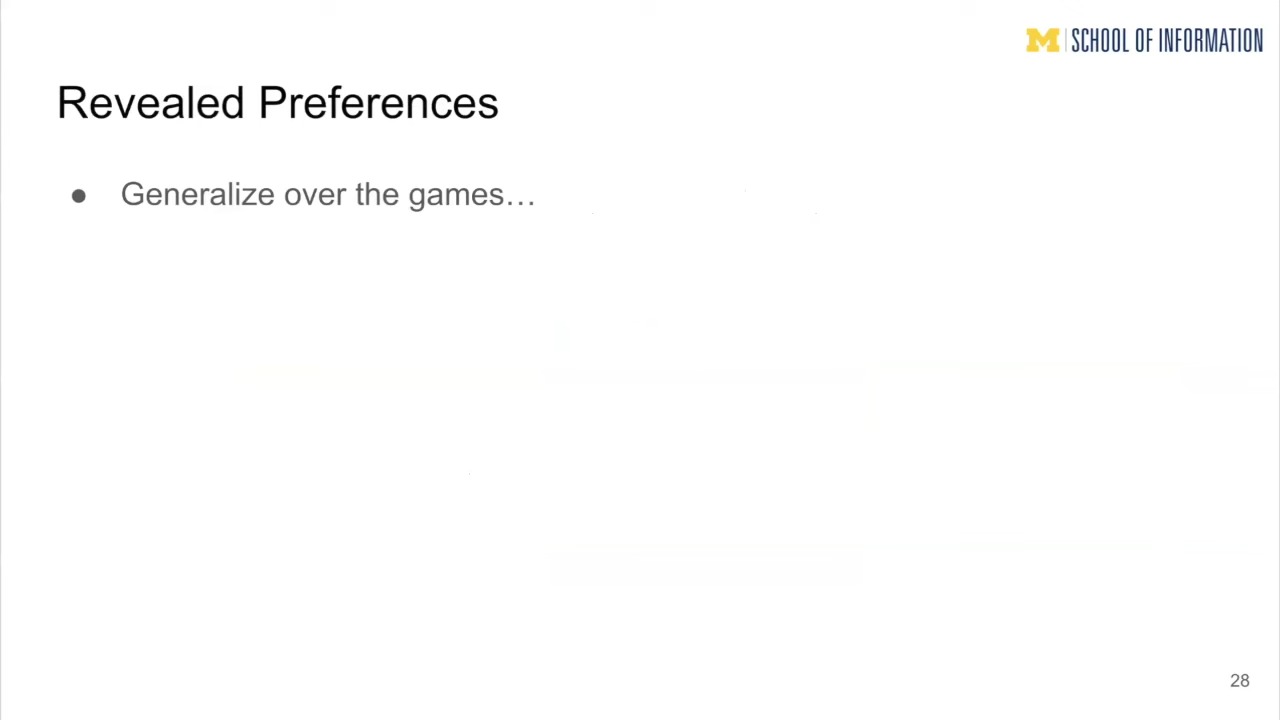 M | SCHOOL OF INFORMATION
Revealed Preferences
● Generalize over the games…
28